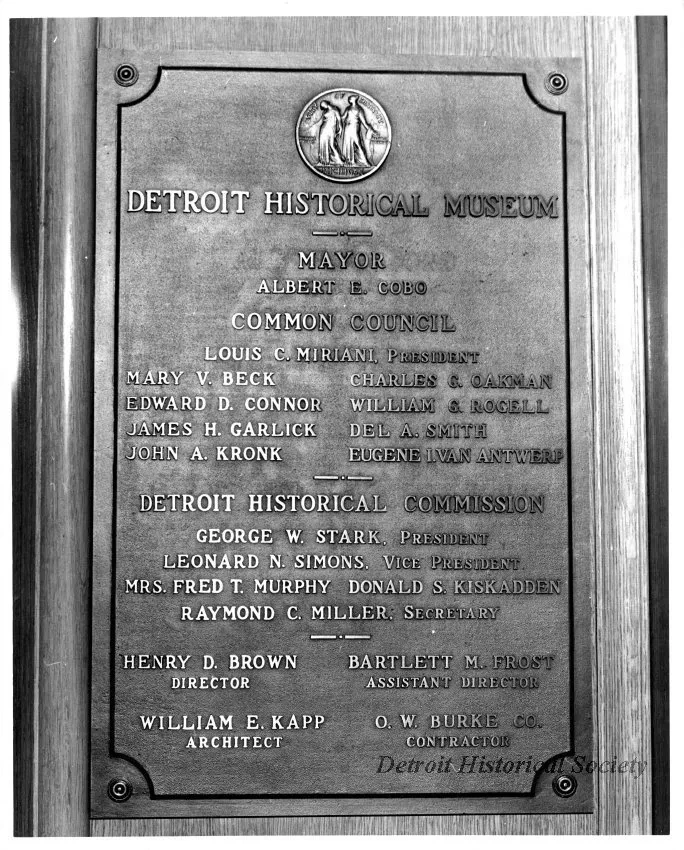 DETROIT HISTORICAL MUSEUM
MAYOR
ALBERT E. COBO
COMMON COUNCIL
LOUIS C. MIRIANI, PRESIDENT
MARY V. BECK CHARLES G. OAKMAN
EDWARD D. CONNOR WILLIAM G. ROGELL
JAMES H. GARLICK DEL A. SMITH
JOHN A. KRONK EUGENE I. VAN ANTWERP
DETROIT HISTORICAL COMMISSION
GEORGE W. STARK, PRESIDENT
LEONARD N. SIMONS, VICE PRESIDENT
MRS. FRED T. MURPHY DONALD S. KISKADDEN
RAYMOND C. MILLER, SECRETARY
HENRY D. BROWN BARTLETT M. FROST
DIRECTOR ASSISTANT DIRECTOR
WILLIAM E. KAPP O. W. BURKE CO.
ARCHITECT CONTRACTOR
Detroit Historical Society